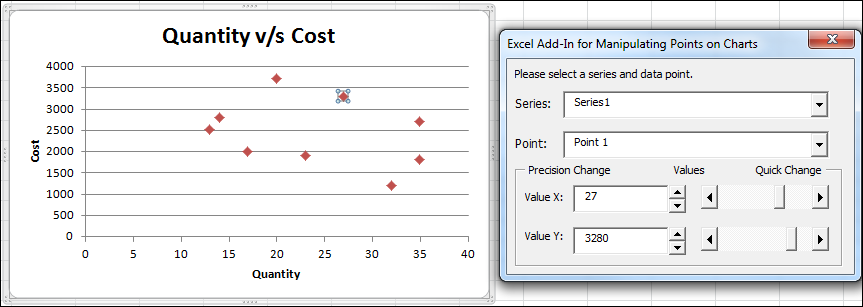 Quantity v/s Cost
4000
3500
3000
2500
2000
1500
1000
500
0
Cost
0 5 10 15 20 25 30 35 40
Quantity
Excel Add-In for Manipulating Points on Charts
Please select a series and data point.
Series: Series1
Point: Point 1
Precision Change Values Quick Change
Value X: 27
Value Y: 3280